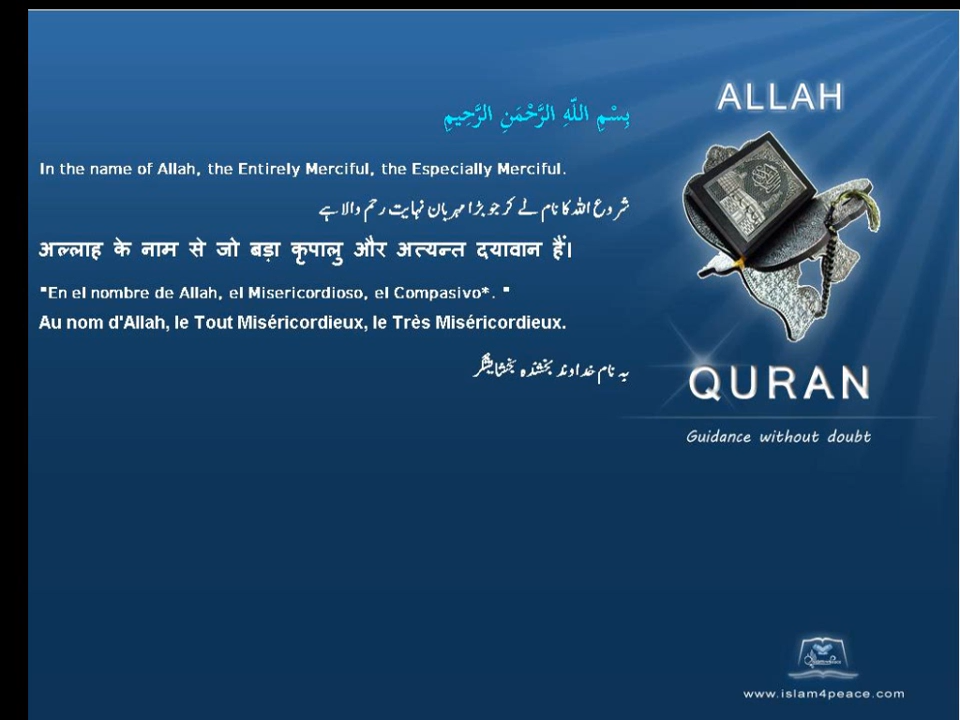 بِسْمِ اللَّهِ الرَّحْمَنِ الرَّحِيمِ
In the name of Allah, the Entirely Merciful, the Especially Merciful.
شروع الله کا نام لے کر جو بڑا مہربان نہایت رحم والا ہے
अल्लाह के नाम से जो बड़ा कृपालु और अत्यन्त दयावान हैं।
"En el nombre de Allah, el Misericordioso, el Compasivo*. "
Au nom d'Allah, le Tout Miséricordieux, le Très Miséricordieux.
به نام خداوند بخشنده بخشایشگر
ALLAH
QURAN
Guidance without doubt
www.islam4peace.com